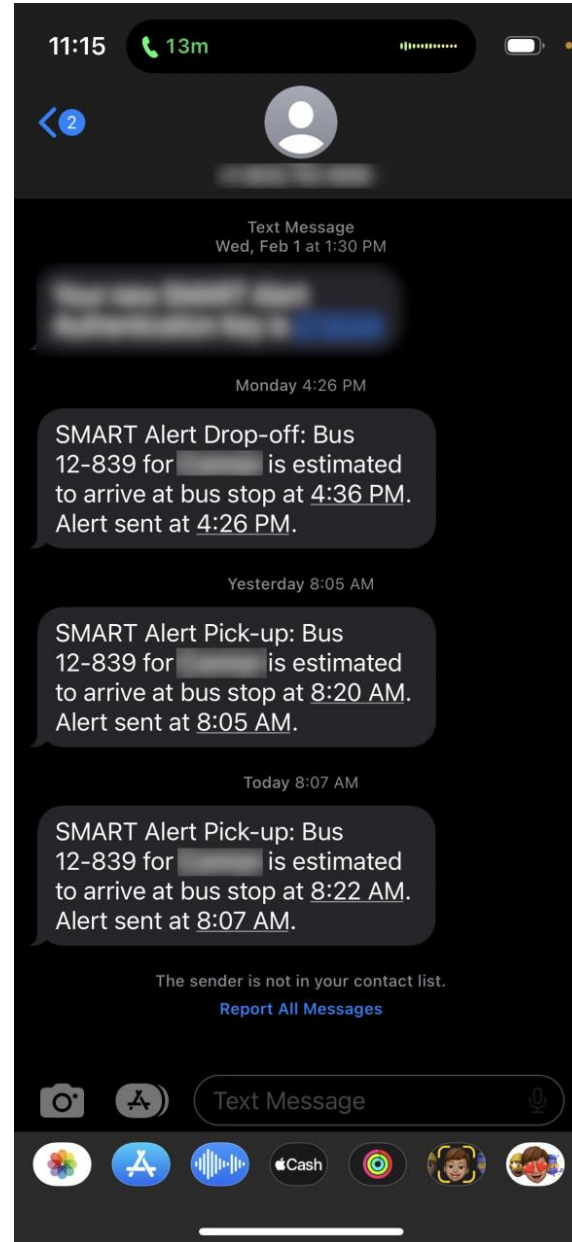 11:15 13m
2
Text Message
Wed, Feb 1 at 1:30 PM
Monday 4:26 PM
SMART Alert Drop-off: Bus
12-839 for is estimated
to arrive at bus stop at 4:36 PM.
Alert sent at 4:26 PM.
Yesterday 8:05 AM
SMART Alert Pick-up: Bus
12-839 for is estimated
to arrive at bus stop at 8:20 AM.
Alert sent at 8:05 AM.
Today 8:07 AM
SMART Alert Pick-up: Bus
12-839 for is estimated
to arrive at bus stop at 8:22 AM.
Alert sent at 8:07 AM.
The sender is not in your contact list.
Report All Messages
Text Message
Cash